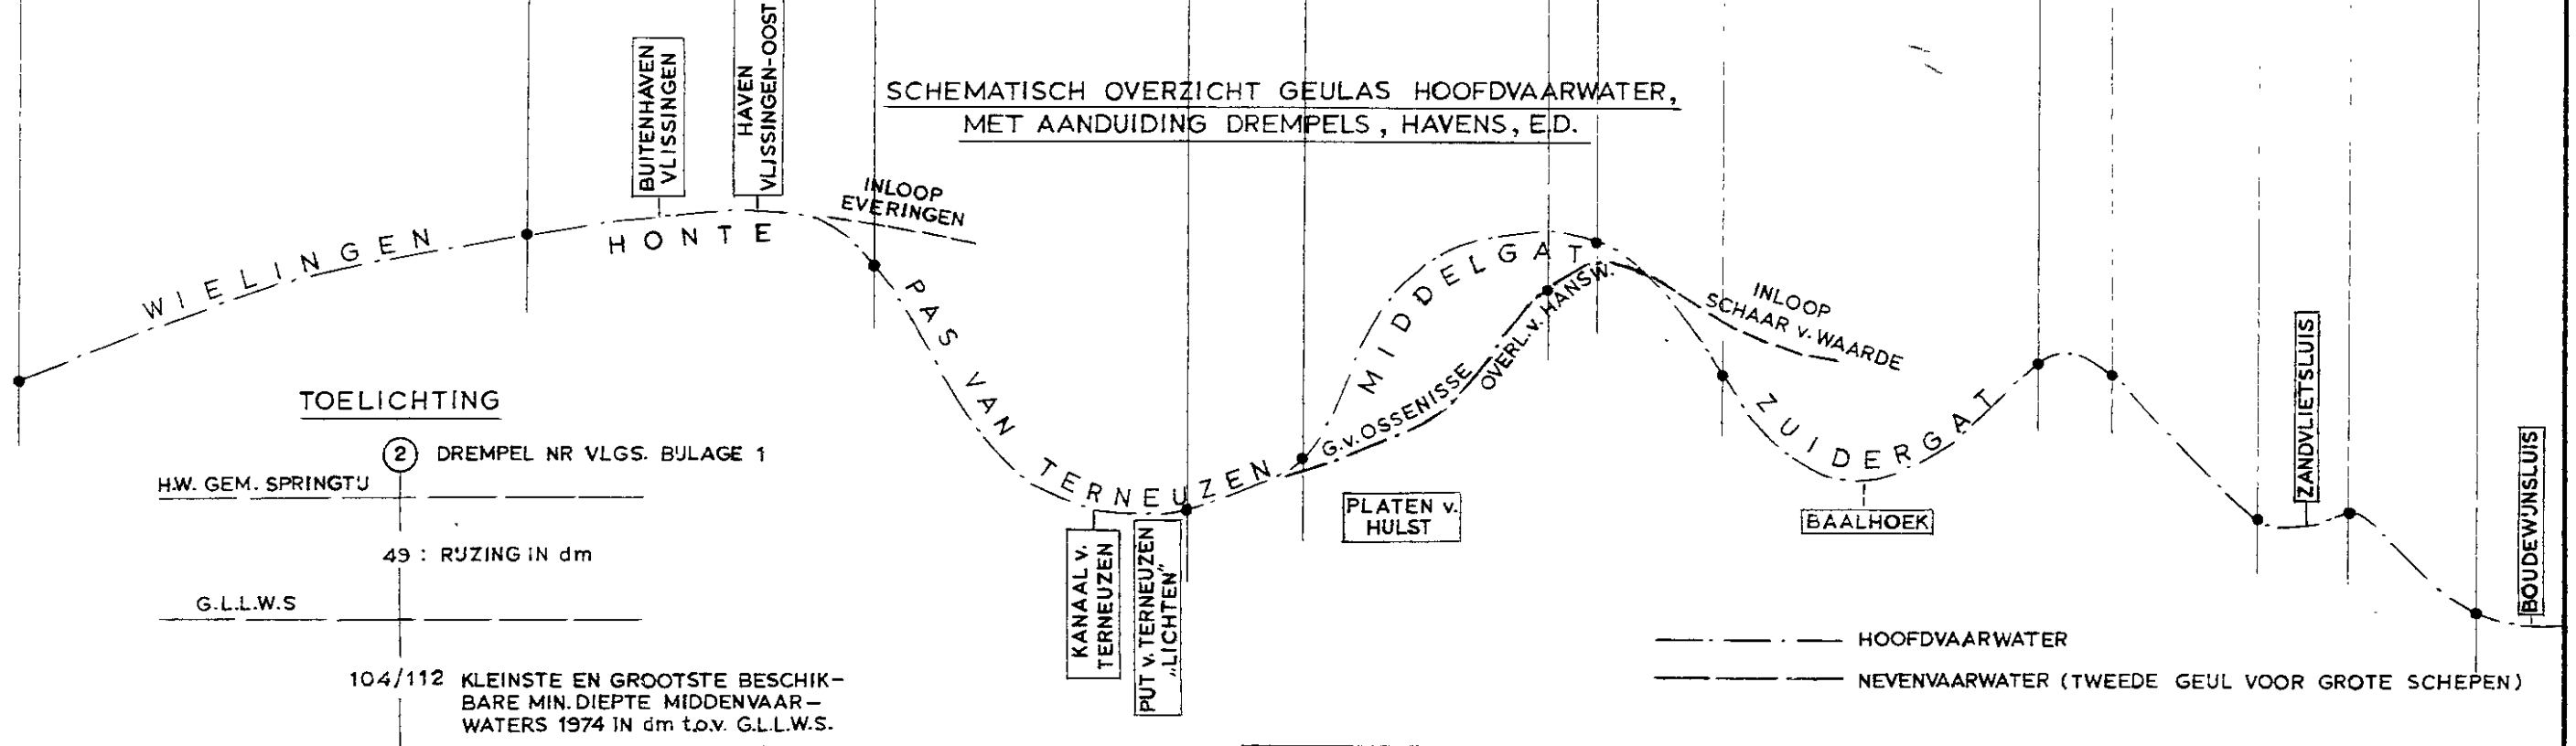 SCHEMATISCH OVERZICHT GEULAS HOOFDVAARWATER,
MET AANDUIDING DREMPELS, HAVENS, E.D.
BUITENHAVEN
VLISSINGEN
HAVEN
VLISSINGEN-OOST
INLOOP
EVERINGEN
WIELINGEN
HONTE
PAS VAN TERNEUZEN
MIDDELGAT
G.v.OSSENISSE
OVERL.v.HANSW.
INLOOP
SCHAAR v.WAARDE
ZUIDERGAT
BAALHOEK
PLATEN v.
HULST
KANAAL v.
TERNEUZEN
PUT v.TERNEUZEN
„LICHTEN”
ZANDVLIETSLUIS
BOUDEWIJNSLUIS
TOELICHTING
2 DREMPEL NR VLGS. BIJLAGE 1
H.W. GEM. SPRINGTIJ
49 : RIJZING IN dm
G.L.L.W.S
104/112 KLEINSTE EN GROOTSTE BESCHIK-
BARE MIN.DIEPTE MIDDENVAAR-
WATERS 1974 IN dm t.o.v. G.L.L.W.S.
HOOFDVAARWATER
NEVENVAARWATER (TWEEDE GEUL VOOR GROTE SCHEPEN)